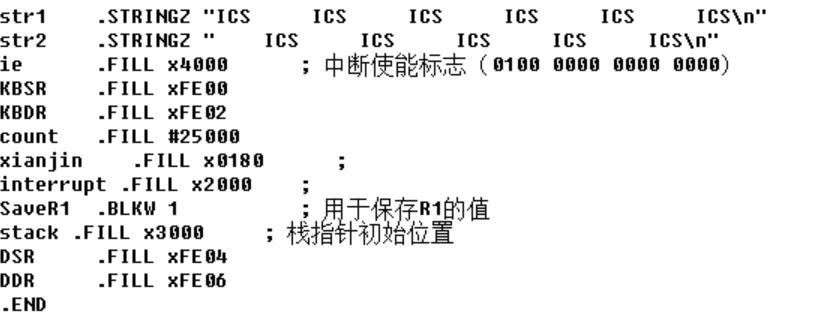 str1    .STRINGZ "ICS     ICS     ICS     ICS     ICS     ICS\n"
str2    .STRINGZ "    ICS     ICS     ICS     ICS     ICS\n"
ie      .FILL x4000      ; 中断使能标志（0100 0000 0000 0000）
KBSR    .FILL xFE00
KBDR    .FILL xFE02
count   .FILL #25000
xianjin    .FILL x0180      ;
interrupt .FILL x2000    ;
SaveR1  .BLKW 1          ; 用于保存R1的值
stack .FILL x3000     ; 栈指针初始位置
DSR     .FILL xFE04
DDR     .FILL xFE06
.END